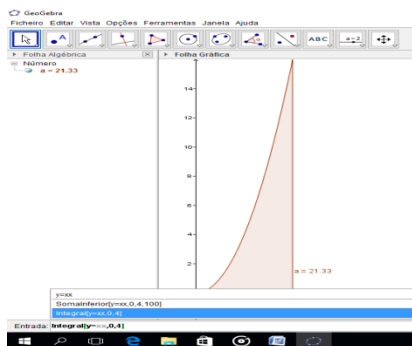 GeoGebra
Ficheiro Editar Vista Opções Ferramentas Janela Ajuda
ABC
a=2
Folha Algébrica
Folha Gráfica
Número
a = 21.33
14
12
10
8
6
4
2
a = 21.33
y=xx
SomaInferior[y=xx,0,4,100]
Integral[y=xx,0,4]
Entrada: Integral[y=xx,0,4]